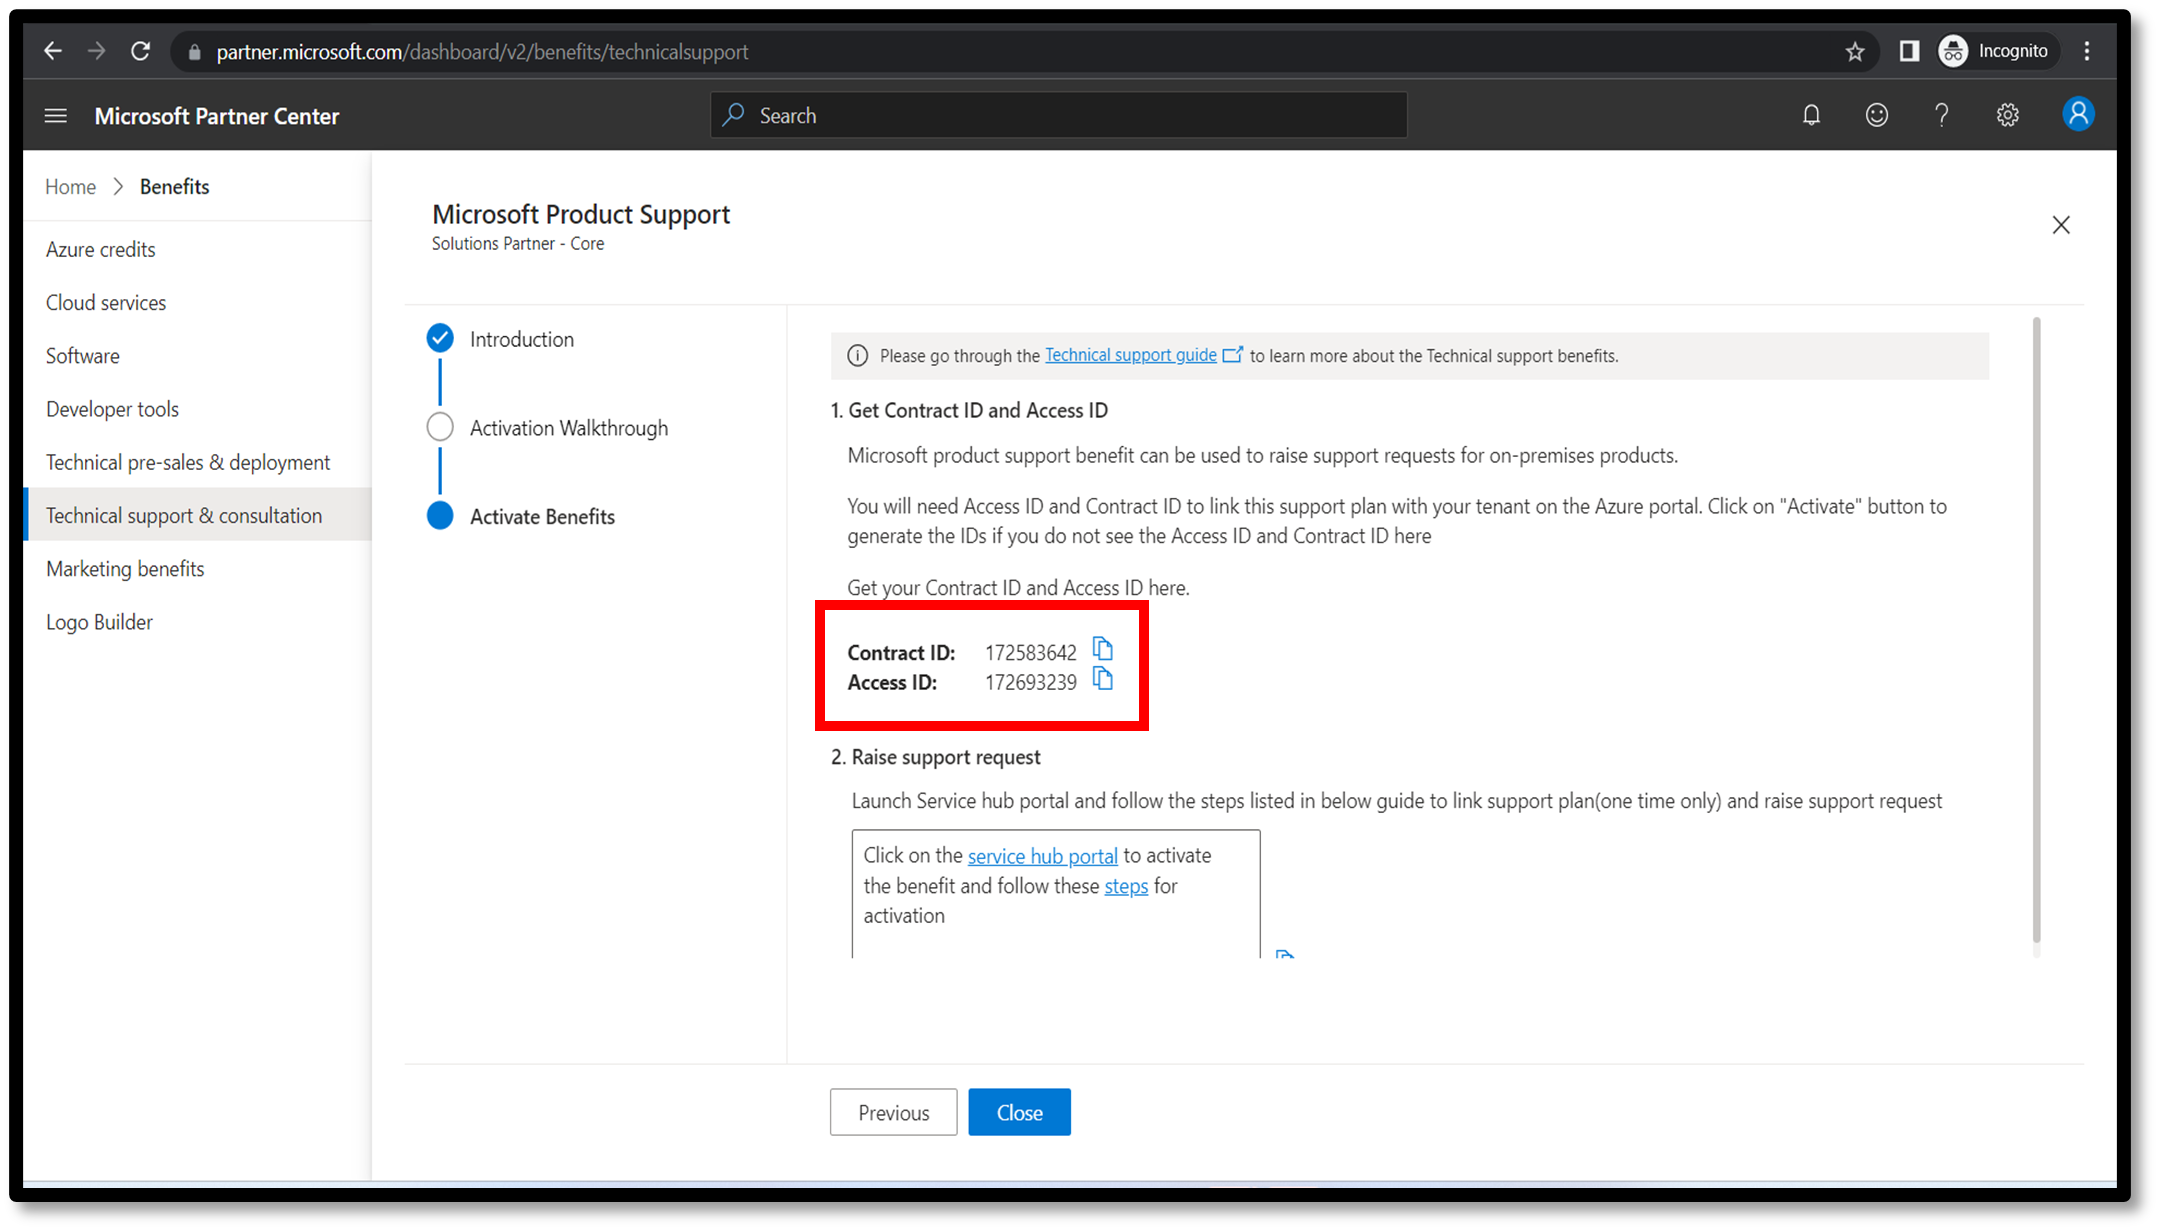 partner.microsoft.com/dashboard/v2/benefits/technicalsupport
Incognito
Microsoft Partner Center
Search
Home > Benefits
Azure credits
Cloud services
Software
Developer tools
Technical pre-sales & deployment
Technical support & consultation
Marketing benefits
Logo Builder
Microsoft Product Support
Solutions Partner - Core
Introduction
Activation Walkthrough
Activate Benefits
Please go through the Technical support guide to learn more about the Technical support benefits.
1. Get Contract ID and Access ID
Microsoft product support benefit can be used to raise support requests for on-premises products.
You will need Access ID and Contract ID to link this support plan with your tenant on the Azure portal. Click on "Activate" button to
generate the IDs if you do not see the Access ID and Contract ID here
Get your Contract ID and Access ID here.
Contract ID: 172583642
Access ID: 172693239
2. Raise support request
Launch Service hub portal and follow the steps listed in below guide to link support plan(one time only) and raise support request
Click on the service hub portal to activate
the benefit and follow these steps for
activation
Previous
Close